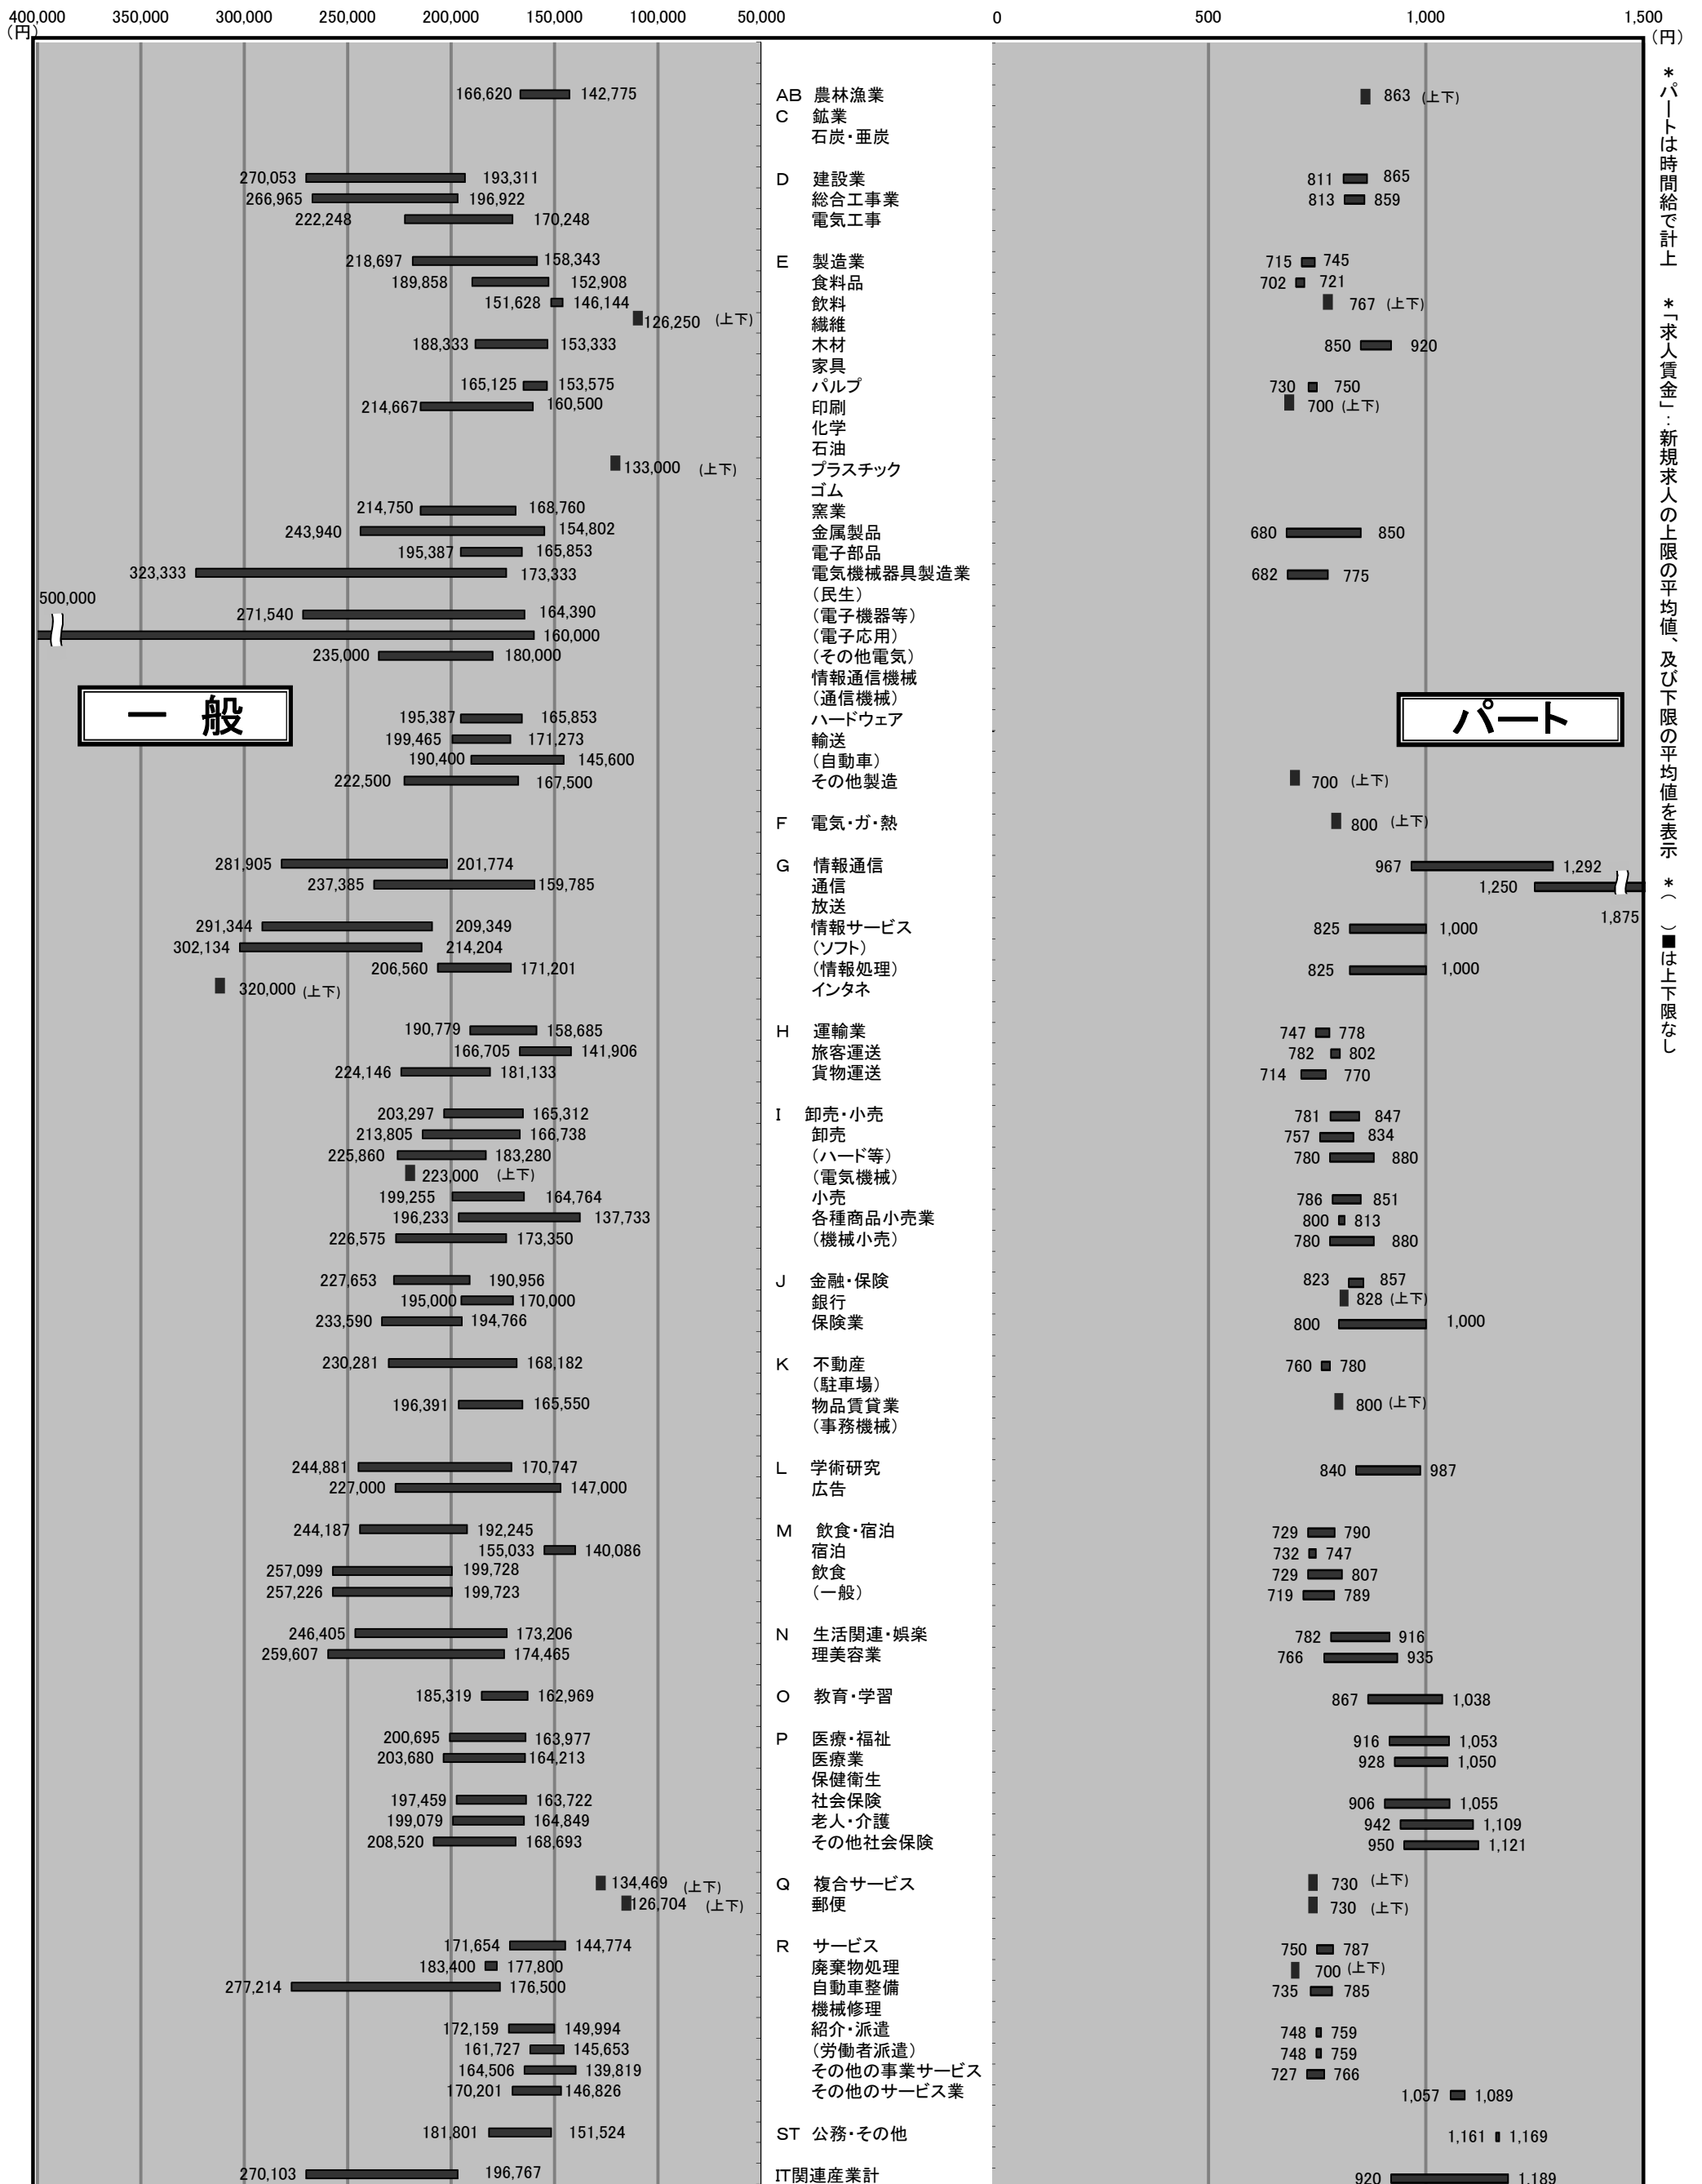 400,000 350,000 300,000 250,000 200,000 150,000 100,000 50,000 0 500 1,000 1,500
(円) (円)
166,620 142,775 AB 農林漁業 863 (上下)
C 鉱業
石炭・亜炭
270,053 193,311 D 建設業 811 865
266,965 196,922 総合工事業 813 859
222,248 170,248 電気工事
218,697 158,343 E 製造業 715 745
189,858 152,908 食料品 702 721
151,628 146,144 飲料 767 (上下)
126,250 (上下) 繊維
188,333 153,333 木材 850 920
家具
165,125 153,575 パルプ 730 750
214,667 160,500 印刷 700 (上下)
化学
石油
133,000 (上下) プラスチック
ゴム
214,750 168,760 窯業
243,940 154,802 金属製品 680 850
195,387 165,853 電子部品
323,333 173,333 電気機械器具製造業 682 775
500,000 (民生)
271,540 164,390 (電子機器等)
160,000 (電子応用)
235,000 180,000 (その他電気)
情報通信機械
(通信機械)
一 般 パート
195,387 165,853 ハードウェア
199,465 171,273 輸送
190,400 145,600 (自動車)
222,500 167,500 その他製造 700 (上下)
F 電気・ガ・熱 800 (上下)
281,905 201,774 G 情報通信 967 1,292
237,385 159,785 通信 1,250
放送 1,875
291,344 209,349 情報サービス 825 1,000
302,134 214,204 (ソフト)
206,560 171,201 (情報処理) 825 1,000
320,000 (上下) インタネ
190,779 158,685 H 運輸業 747 778
166,705 141,906 旅客運送 782 802
224,146 181,133 貨物運送 714 770
203,297 165,312 I 卸売・小売 781 847
213,805 166,738 卸売 757 834
225,860 183,280 (ハード等) 780 880
223,000 (上下) (電気機械)
199,255 164,764 小売 786 851
196,233 137,733 各種商品小売業 800 813
226,575 173,350 (機械小売) 780 880
227,653 190,956 J 金融・保険 823 857
195,000 170,000 銀行 828 (上下)
233,590 194,766 保険業 800 1,000
230,281 168,182 K 不動産 760 780
(駐車場)
196,391 165,550 物品賃貸業 800 (上下)
(事務機械)
244,881 170,747 L 学術研究 840 987
227,000 147,000 広告
244,187 192,245 M 飲食・宿泊 729 790
155,033 140,086 宿泊 732 747
257,099 199,728 飲食 729 807
257,226 199,723 (一般) 719 789
246,405 173,206 N 生活関連・娯楽 782 916
259,607 174,465 理美容業 766 935
185,319 162,969 O 教育・学習 867 1,038
200,695 163,977 P 医療・福祉 916 1,053
203,680 164,213 医療業 928 1,050
保健衛生
197,459 163,722 社会保険 906 1,055
199,079 164,849 老人・介護 942 1,109
208,520 168,693 その他社会保険 950 1,121
134,469 (上下) Q 複合サービス 730 (上下)
126,704 (上下) 郵便 730 (上下)
171,654 144,774 R サービス 750 787
183,400 177,800 廃棄物処理 700 (上下)
277,214 176,500 自動車整備 735 785
機械修理
172,159 149,994 紹介・派遣 748 759
161,727 145,653 (労働者派遣) 748 759
164,506 139,819 その他の事業サービス 727 766
170,201 146,826 その他のサービス業 1,057 1,089
181,801 151,524 ST 公務・その他 1,161 1,169
270,103 196,767 IT関連産業計 920 1,189
*パートは時間給で計上 *「求人賃金」:新規求人の上限の平均値、及び下限の平均値を表示 *( )■は上下限なし